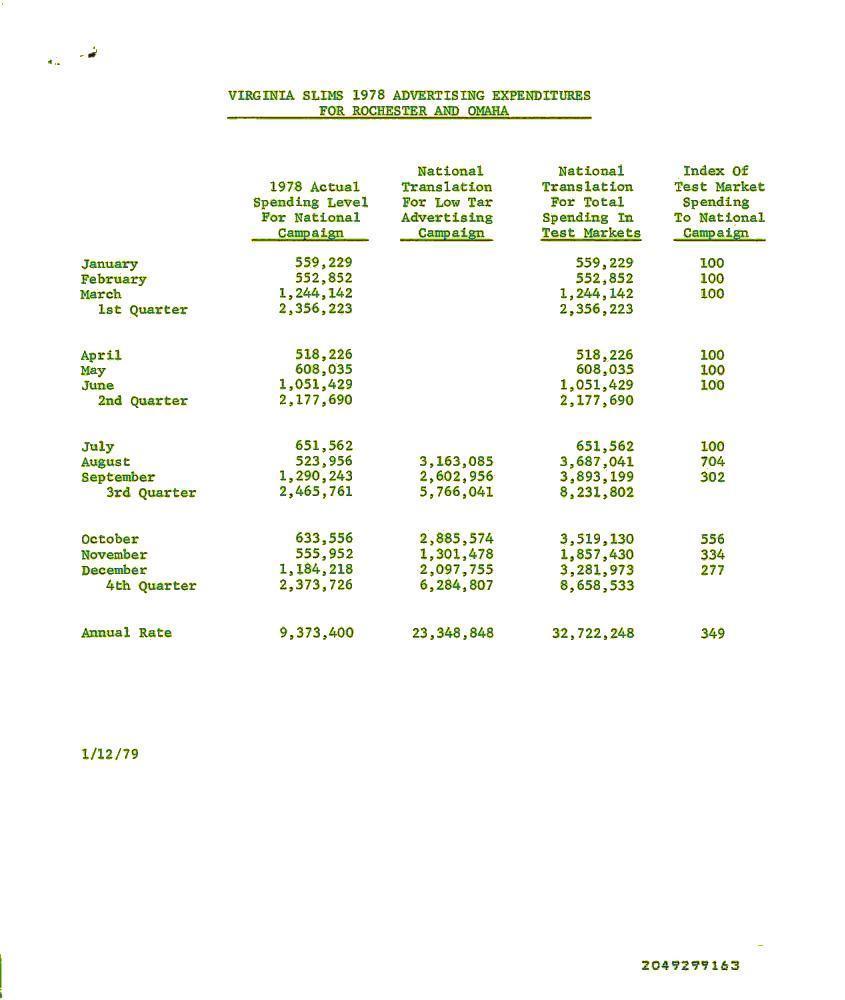 VIRGINIA SLIMS 1978 ADVERTISING EXPENDITURES
FOR ROCHESTER AND OMAHA
National National Index Of
1978 Actual Translation Translation Test Market
Spending Level For Low Tar For Total Spending
For National Advertising Spending In To National
Campaign Campaign Test Markets Campaign
January 559,229 559,229 100
February 552,852 552,852 100
March 1,244,142 1,244,142 100
1st Quarter 2,356,223 2,356,223
April 518,226 518,226 100
May 608,035 608,035 100
June 1,051,429 1,051,429 100
2nd Quarter 2,177,690 2,177,690
July 651,562 651,562 100
August 523,956 3,163,085 3,687,041 704
September 1,290,243 2,602,956 3,893,199 302
3rd Quarter 2,465,761 5,766,041 8,231,802
October 633,556 2,885,574 3,519,130 556
November 555,952 1,301,478 1,857,430 334
December 1,184,218 2,097,755 3,281,973 277
4th Quarter 2,373,726 6,284,807 8,658,533
Annual Rate 9,373,400 23,348,848 32,722,248 349
1/12/79
2049299163